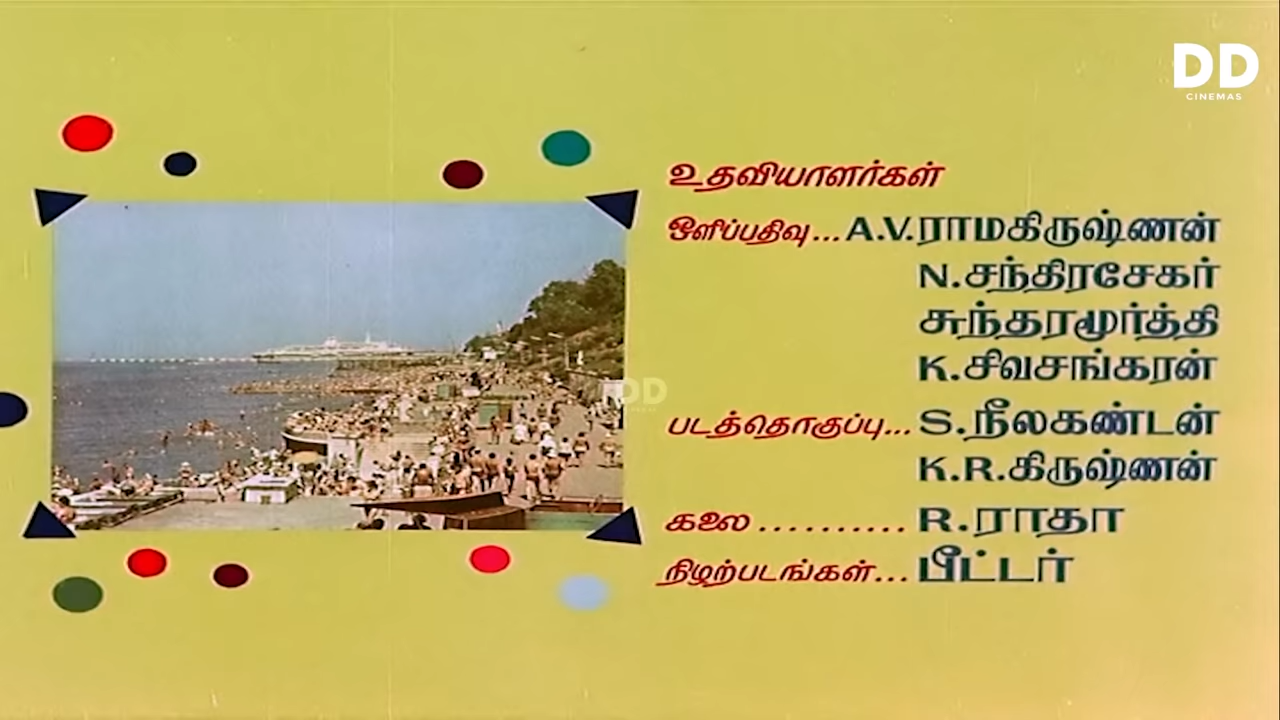 DD
CINEMAS
உதவியாளர்கள்
ஒளிப்பதிவு...A.V.ராமகிருஷ்ணன்
N.சந்திரசேகர்
சுந்தரமூர்த்தி
K.சிவசங்கரன்
DD
படத்தொகுப்பு...S.நீலகண்டன்
K.R.கிருஷ்ணன்
கலை..........R.ராதா
நிழற்படங்கள்...பீட்டர்